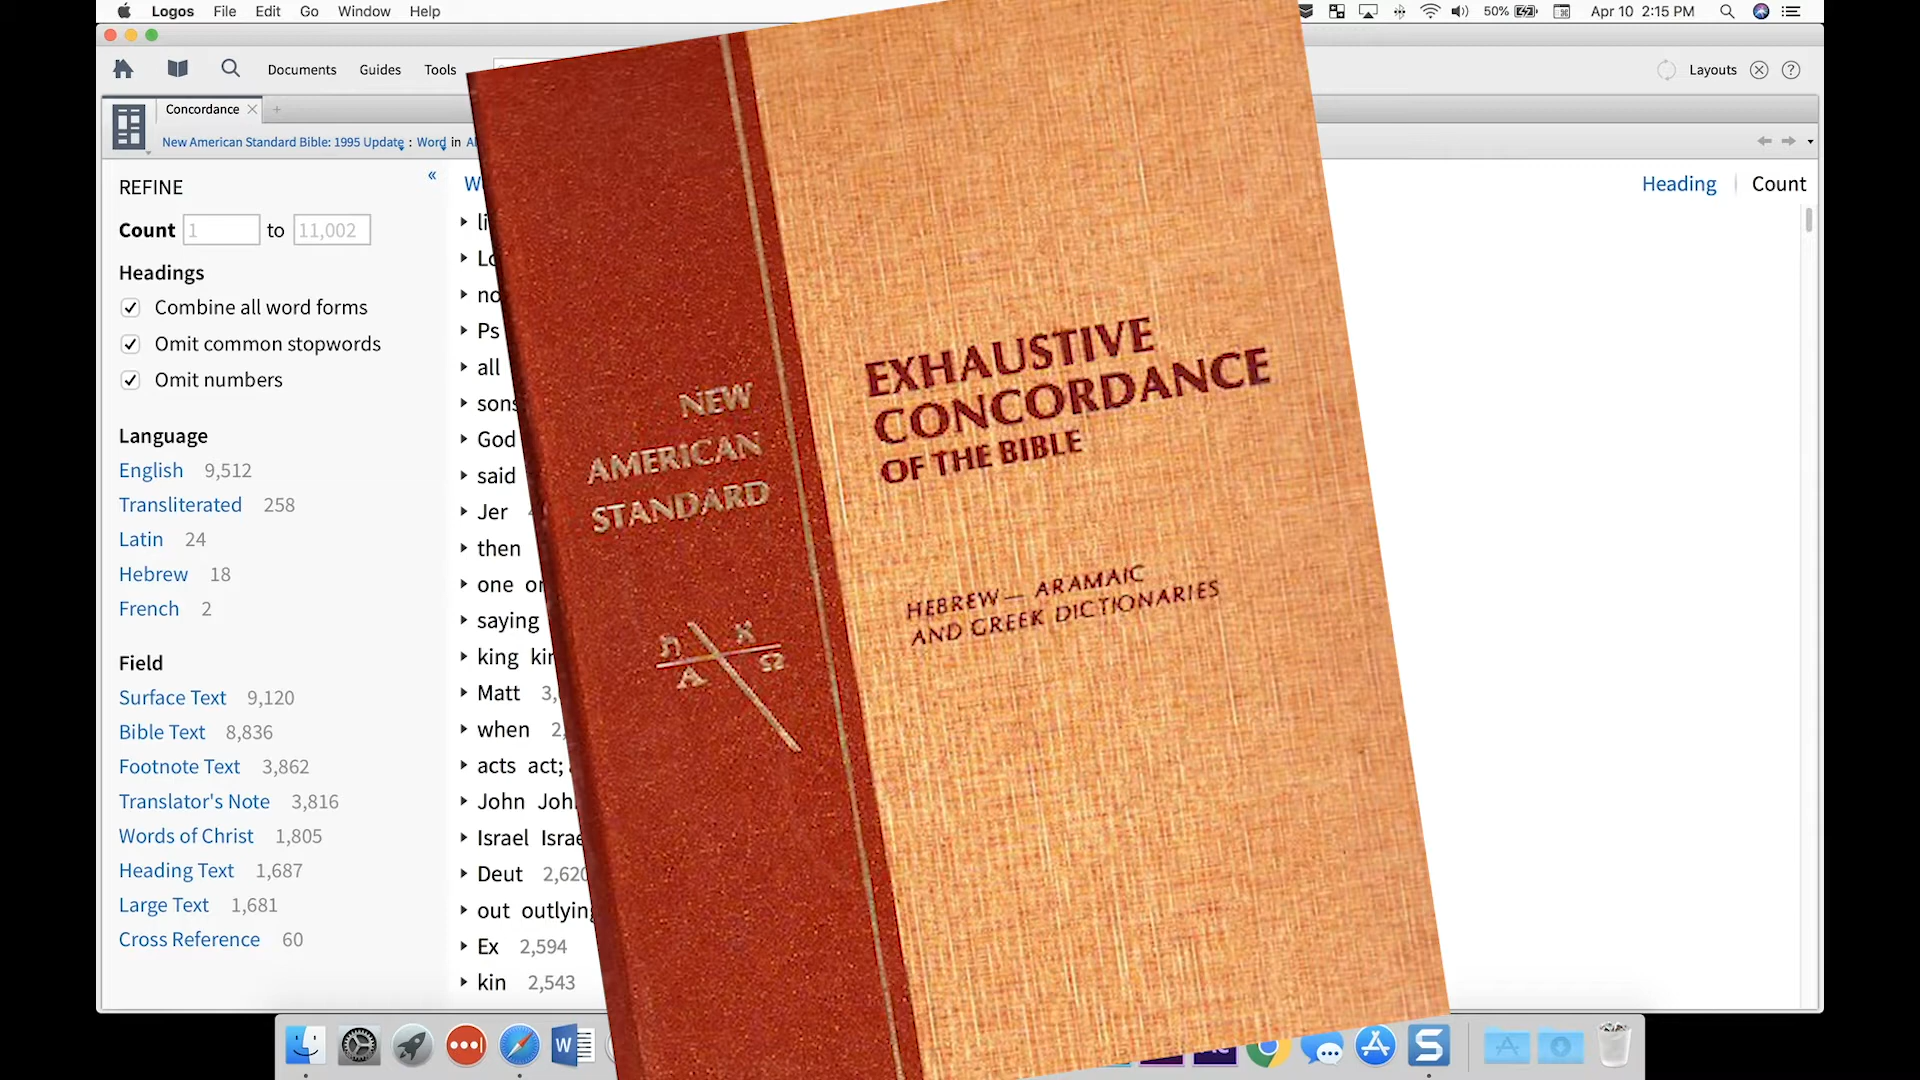 Logos File Edit Go Window Help
50% Apr 10 2:15 PM
Documents Guides Tools
Layouts
Concordance
New American Standard Bible: 1995 Update : Word in
REFINE
Count 1 to 11,002
Headings
Combine all word forms
Omit common stopwords
Omit numbers
Language
English 9,512
Transliterated 258
Latin 24
Hebrew 18
French 2
Field
Surface Text 9,120
Bible Text 8,836
Footnote Text 3,862
Translator's Note 3,816
Words of Christ 1,805
Heading Text 1,687
Large Text 1,681
Cross Reference 60
Heading Count
Ps
all
God
said
Jer
then
one
saying
king
Matt
when
acts act;
John
Israel
Deut 2,620
out outlying
Ex 2,594
kin 2,543
NEW
AMERICAN
STANDARD
א
Α Ω
EXHAUSTIVE
CONCORDANCE
OF THE BIBLE
HEBREW — ARAMAIC
AND GREEK DICTIONARIES
W
S